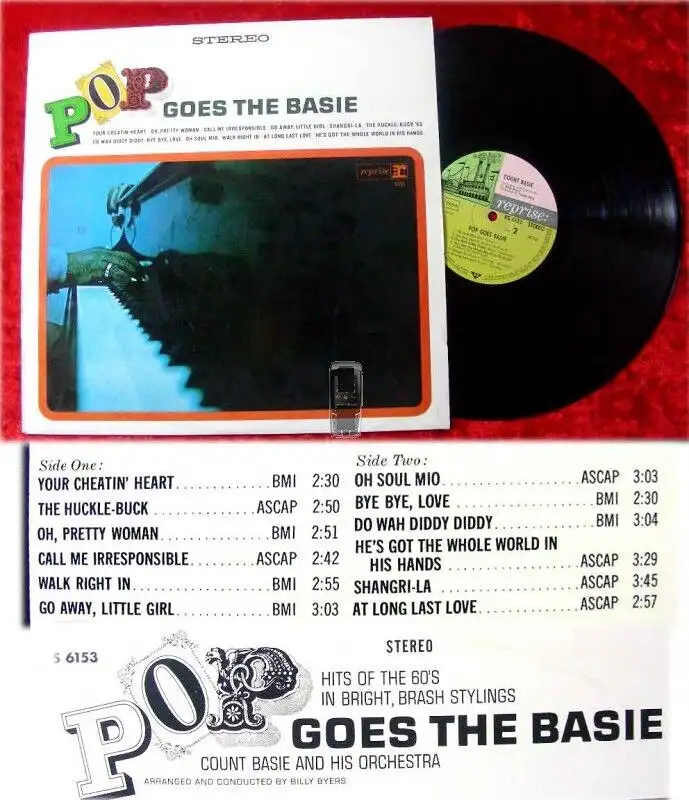 STEREO
POP GOES THE BASIE
YOUR CHEATIN HEART OH, PRETTY WOMAN CALL ME IRRESPONSIBLE GO AWAY, LITTLE GIRL SHANGRI-LA THE HUCKLE-BUCK
DO WAH DIDDY DIDDY BYE BYE, LOVE OH SOUL MIO WALK RIGHT IN AT LONG LAST LOVE HE'S GOT THE WHOLE WORLD IN HIS HANDS
reprise
COUNT BASIE
reprise:
STEREO
POP GOES BASIE
2
Side One:
YOUR CHEATIN' HEART BMI 2:30
THE HUCKLE-BUCK ASCAP 2:50
OH, PRETTY WOMAN BMI 2:51
CALL ME IRRESPONSIBLE ASCAP 2:42
WALK RIGHT IN BMI 2:55
GO AWAY, LITTLE GIRL BMI 3:03
Side Two:
OH SOUL MIO ASCAP 3:03
BYE BYE, LOVE BMI 2:30
DO WAH DIDDY DIDDY BMI 3:04
HE'S GOT THE WHOLE WORLD IN
HIS HANDS ASCAP 3:29
SHANGRI-LA ASCAP 3:45
AT LONG LAST LOVE ASCAP 2:57
S 6153
STEREO
HITS OF THE 60'S
IN BRIGHT, BRASH STYLINGS
POP GOES THE BASIE
COUNT BASIE AND HIS ORCHESTRA
ARRANGED AND CONDUCTED BY BILLY BYERS